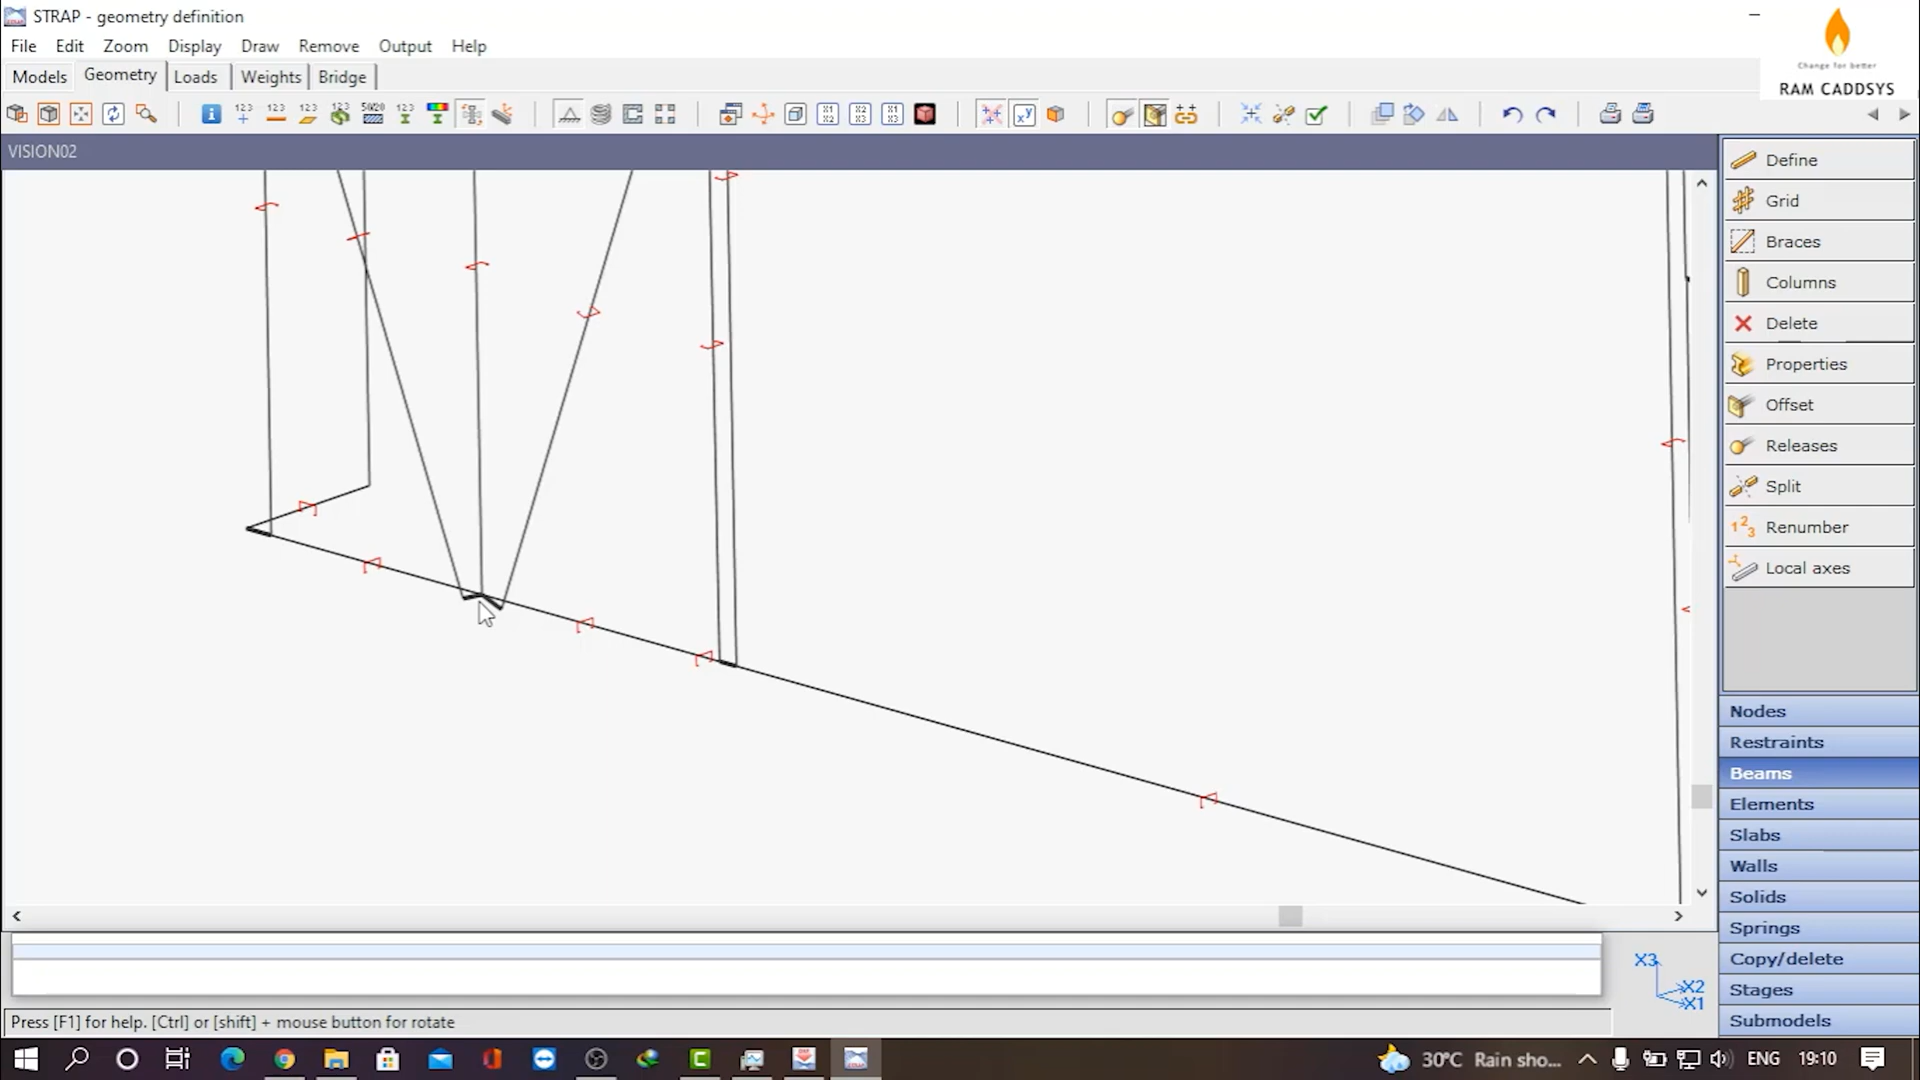 STRAP - geometry definition
File Edit Zoom Display Draw Remove Output Help
Models Geometry Loads Weights Bridge
Change for better
RAM CADDSYS
VISION02
Define
Grid
Braces
Columns
Delete
Properties
Offset
Releases
Split
Renumber
Local axes
Nodes
Restraints
Beams
Elements
Slabs
Walls
Solids
Springs
Copy/delete
Stages
Submodels
X3
X2
X1
Press [F1] for help. [Ctrl] or [shift] + mouse button for rotate
30°C Rain sho... ENG 19:10